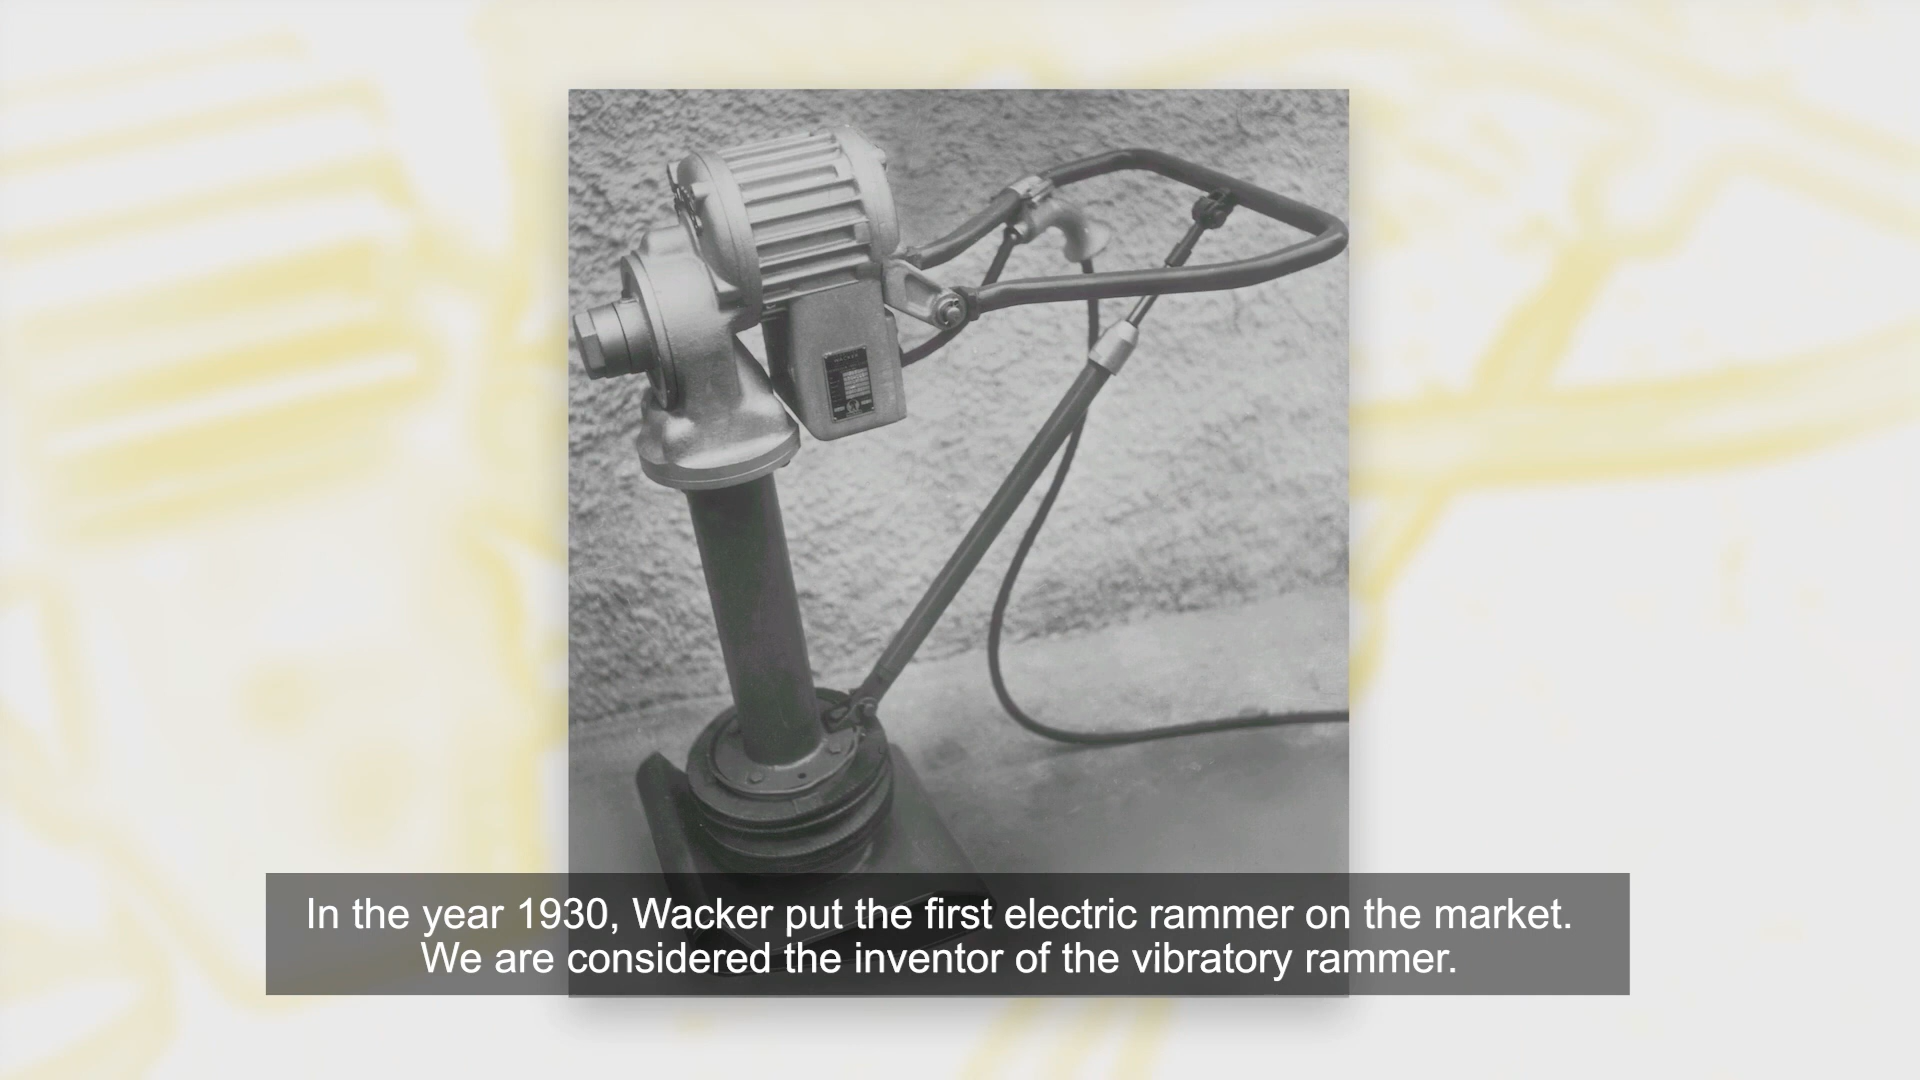 WACKER
In the year 1930, Wacker put the first electric rammer on the market.
We are considered the inventor of the vibratory rammer.